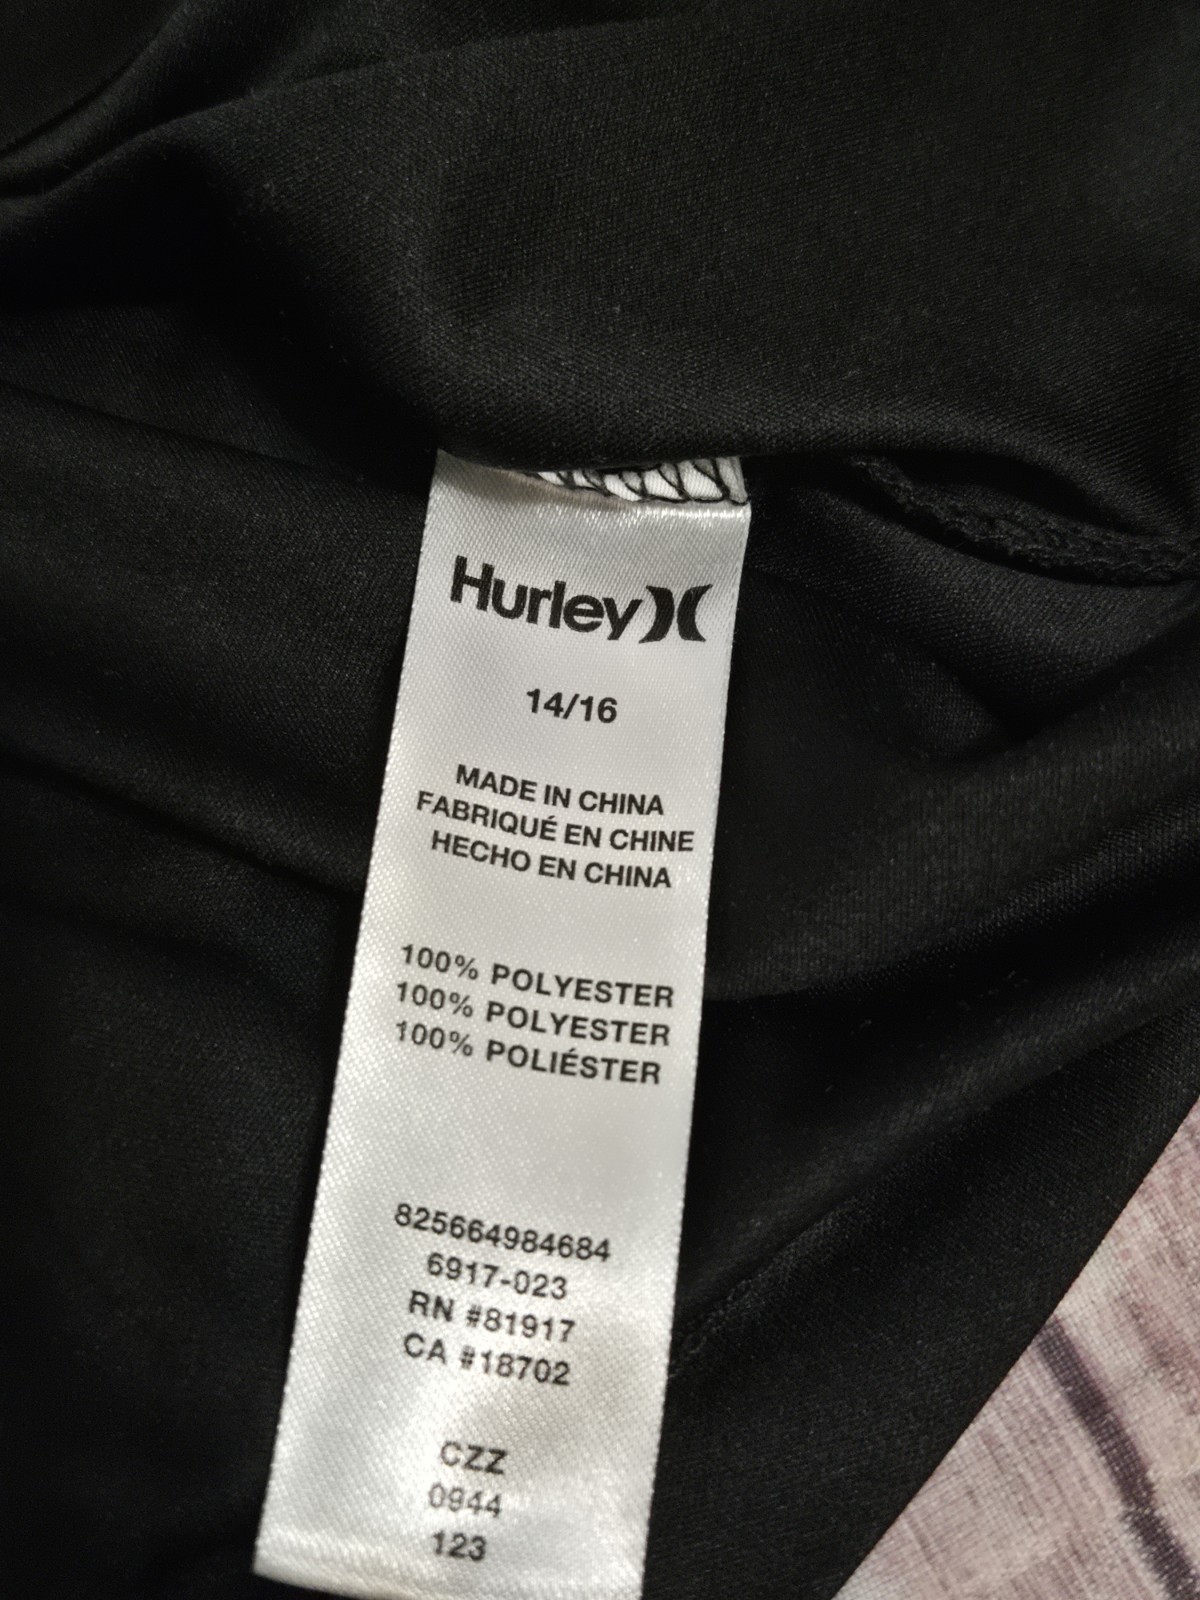 Hurley
14/16
MADE IN CHINA
FABRIQUÉ EN CHINE
HECHO EN CHINA
100% POLYESTER
100% POLYESTER
100% POLIÉSTER
825664984684
6917-023
RN #81917
CA #18702
CZZ
0944
123